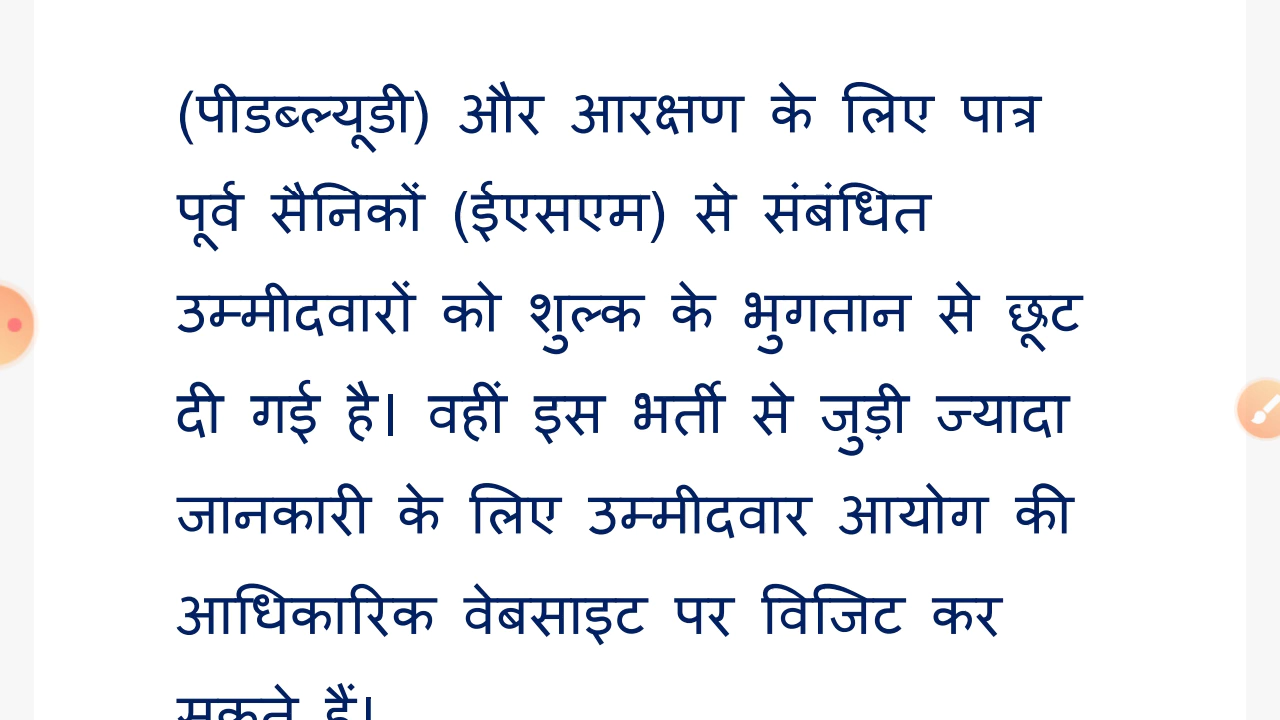 (पीडब्ल्यूडी) और आरक्षण के लिए पात्र
पूर्व सैनिकों (ईएसएम) से संबंधित
उम्मीदवारों को शुल्क के भुगतान से छूट
दी गई है। वहीं इस भर्ती से जुड़ी ज्यादा
जानकारी के लिए उम्मीदवार आयोग की
आधिकारिक वेबसाइट पर विजिट कर
सकते हैं।